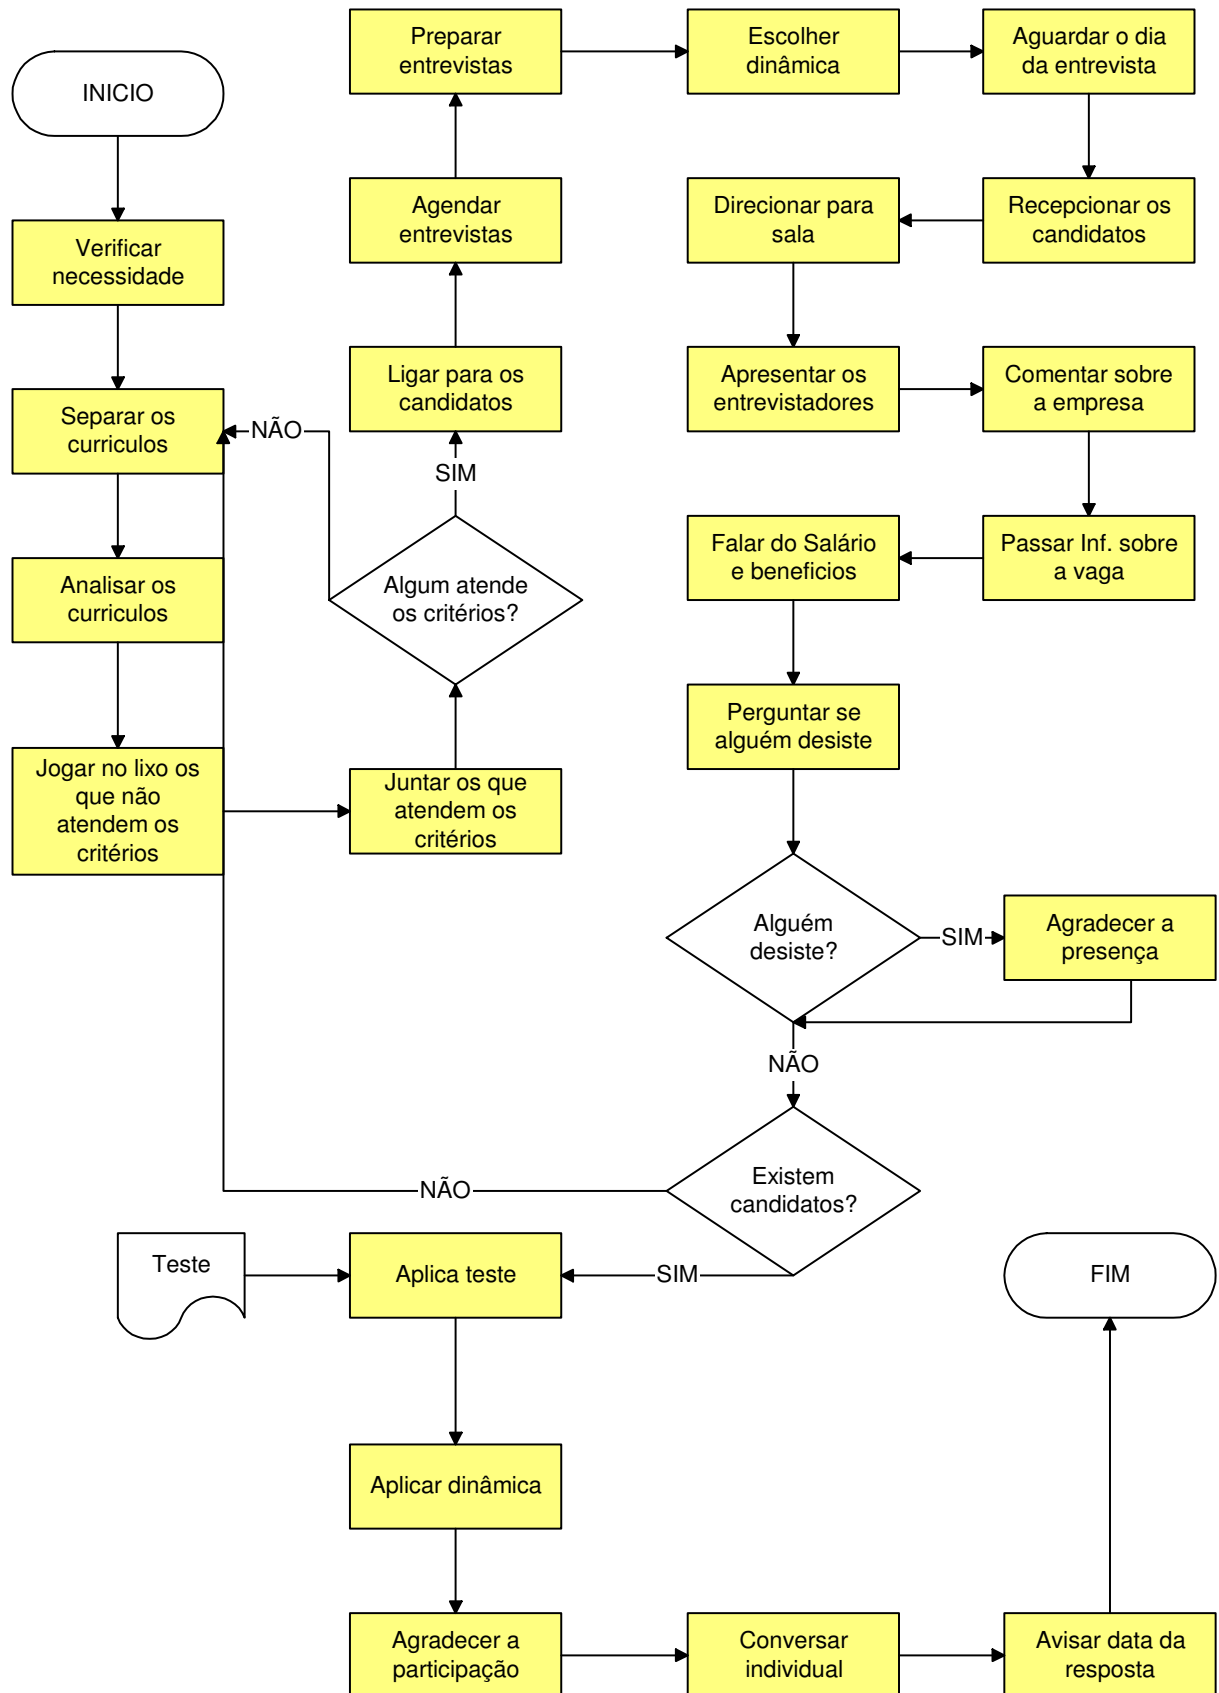 INICIO
Verificar
necessidade
Separar os
curriculos
Analisar os
curriculos
Jogar no lixo os
que não
atendem os
critérios
Juntar os que
atendem os
critérios
Algum atende
os critérios?
NÃO
SIM
Ligar para os
candidatos
Agendar
entrevistas
Preparar
entrevistas
Escolher
dinâmica
Aguardar o dia
da entrevista
Recepcionar os
candidatos
Direcionar para
sala
Apresentar os
entrevistadores
Comentar sobre
a empresa
Passar Inf. sobre
a vaga
Falar do Salário
e beneficios
Perguntar se
alguém desiste
Alguém
desiste?
SIM
Agradecer a
presença
NÃO
Existem
candidatos?
NÃO
SIM
Teste
Aplica teste
Aplicar dinâmica
Agradecer a
participação
Conversar
individual
Avisar data da
resposta
FIM